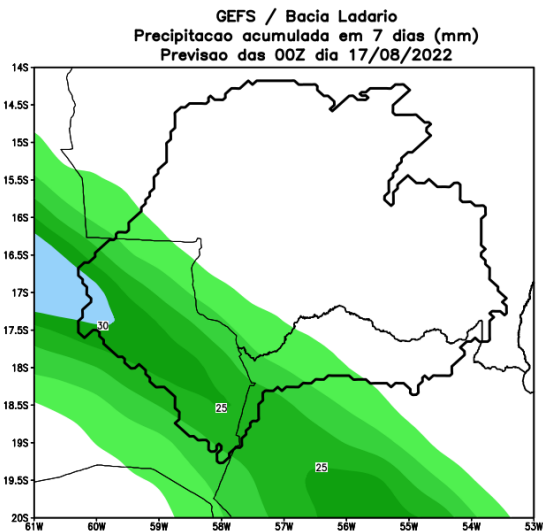 GEFS / Bacia Ladario
Precipitacao acumulada em 7 dias (mm)
Previsao das 00Z dia 17/08/2022
14S
14.5S
15S
15.5S
16S
16.5S
17S
17.5S
18S
18.5S
19S
19.5S
20S
30
25
25
61W 60W 59W 58W 57W 56W 55W 54W 53W